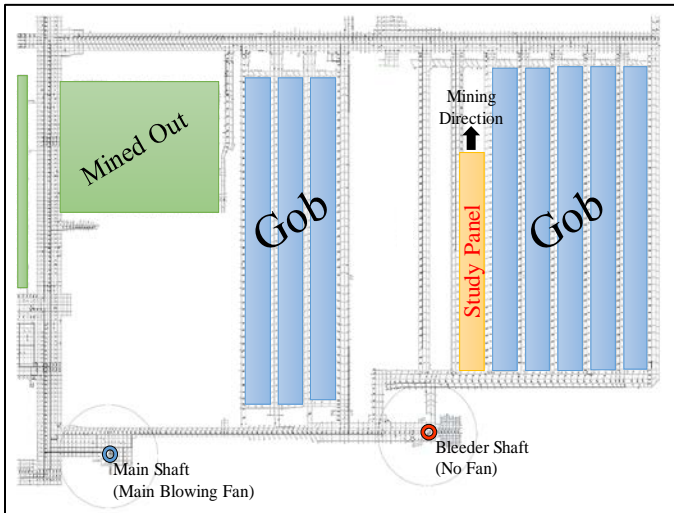 Mined Out
Gob
Mining
Direction
Study Panel
Gob
Main Shaft
(Main Blowing Fan)
Bleeder Shaft
(No Fan)